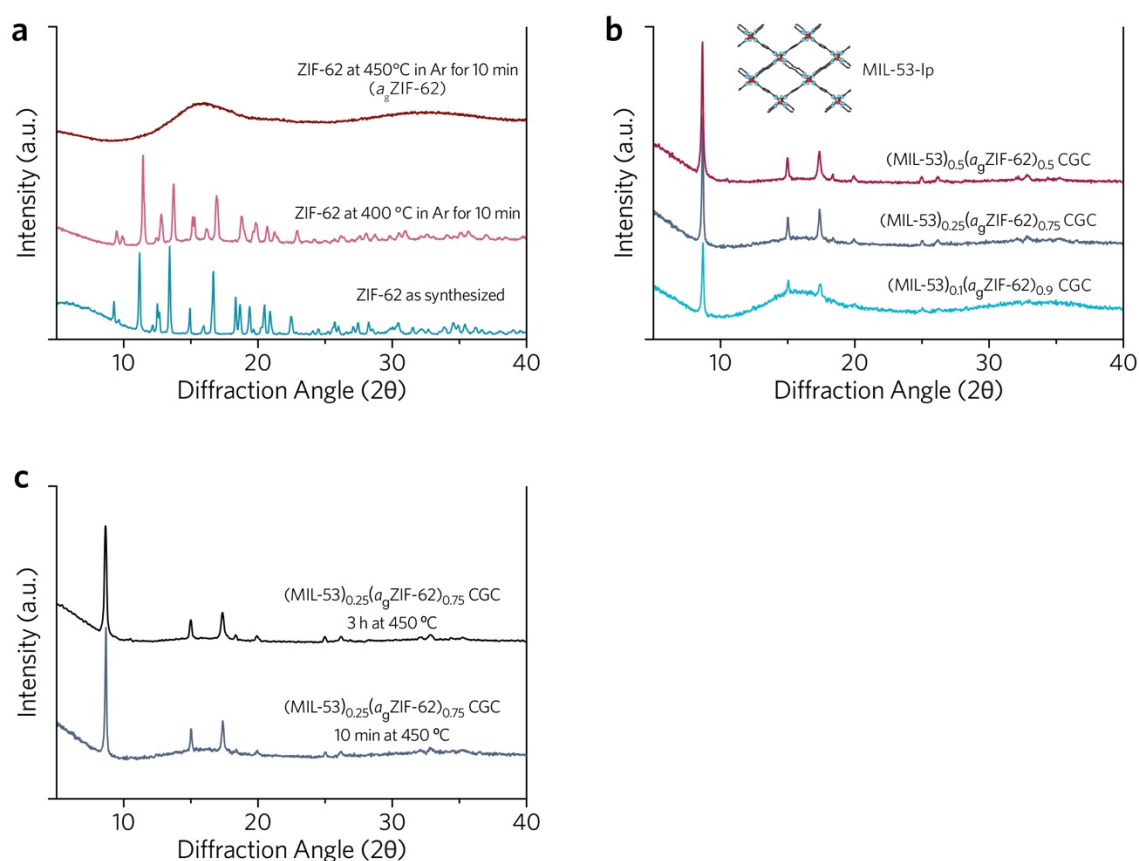 a
ZIF-62 at 450°C in Ar for 10 min
(agZIF-62)
ZIF-62 at 400 °C in Ar for 10 min
ZIF-62 as synthesized
Intensity (a.u.)
10 20 30 40
Diffraction Angle (2θ)
b
MIL-53-lp
(MIL-53)0.5(agZIF-62)0.5 CGC
(MIL-53)0.25(agZIF-62)0.75 CGC
(MIL-53)0.1(agZIF-62)0.9 CGC
Intensity (a.u.)
10 20 30 40
Diffraction Angle (2θ)
c
(MIL-53)0.25(agZIF-62)0.75 CGC
3 h at 450 ºC
(MIL-53)0.25(agZIF-62)0.75 CGC
10 min at 450 ºC
Intensity (a.u.)
10 20 30 40
Diffraction Angle (2θ)